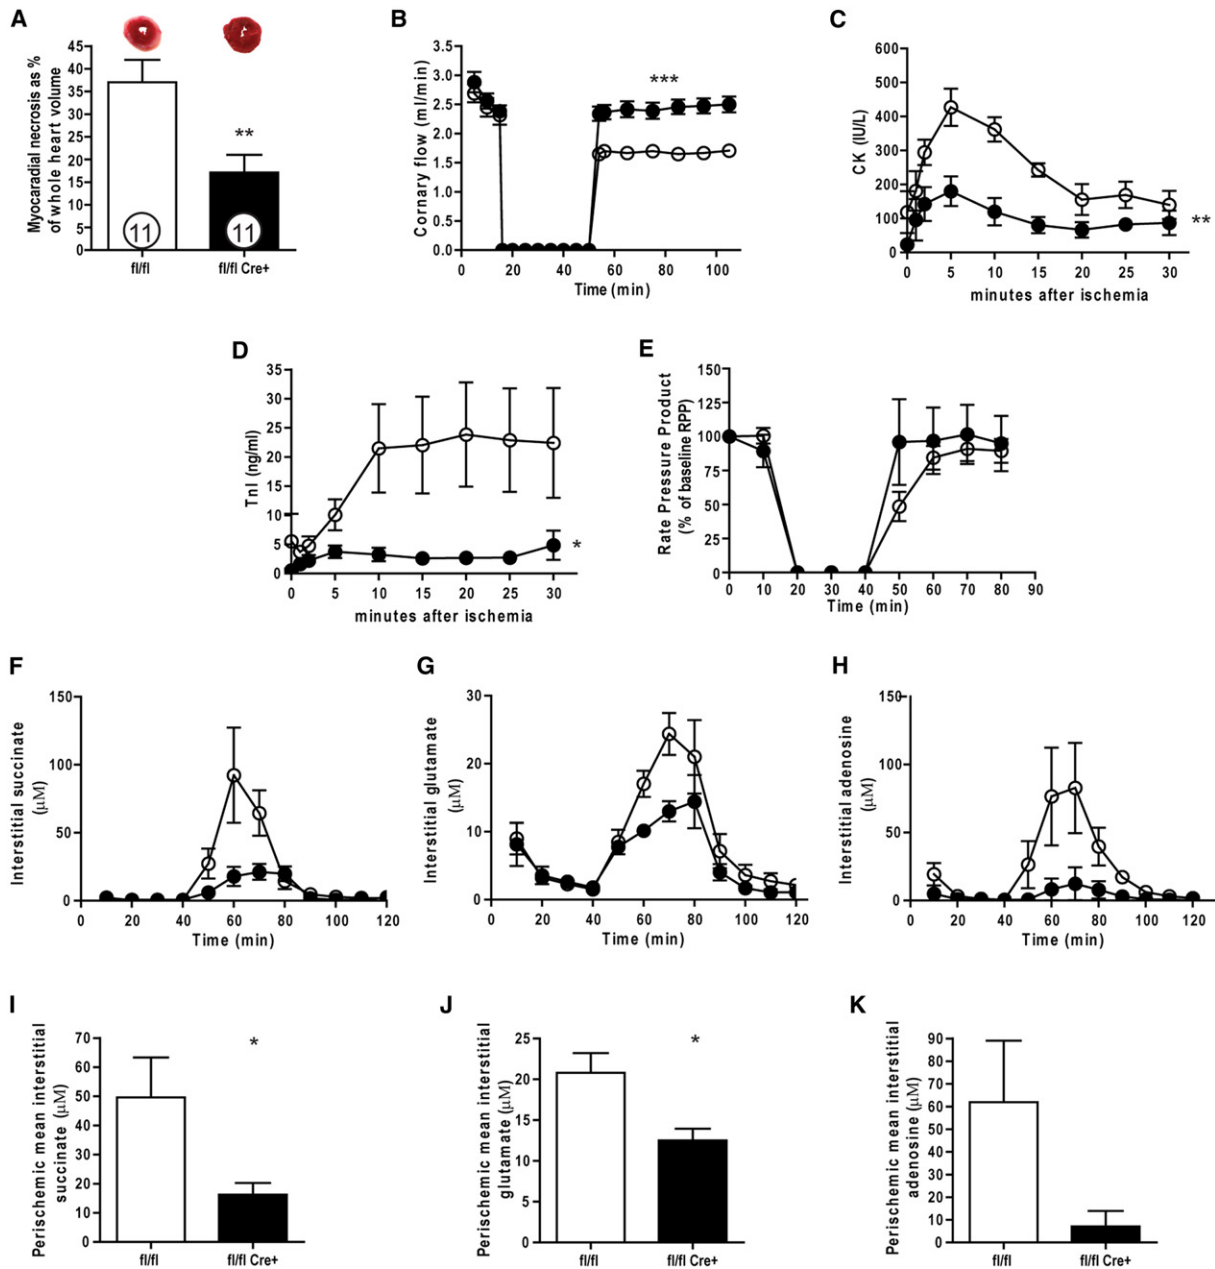 A
Myocaradial necrosis as %
of whole heart volume
45
40
35
30
25
20
15
10
5
0
**
11
11
fl/fl
fl/fl Cre+
B
Cornary flow (ml/min)
3.5
3.0
2.5
2.0
1.5
1.0
0.5
0.0
***
0 20 40 60 80 100
Time (min)
C
CK (IU/L)
600
500
400
300
200
100
0
**
0 5 10 15 20 25 30
minutes after ischemia
D
TnI (ng/ml)
35
30
25
20
15
10
5
0
*
0 5 10 15 20 25 30
minutes after ischemia
E
Rate Pressure Product
(% of baseline RPP)
150
125
100
75
50
25
0
0 10 20 30 40 50 60 70 80 90
Time (min)
F
Interstitial succinate
(μM)
150
100
50
0
0 20 40 60 80 100 120
Time (min)
G
Interstitial glutamate
(μM)
30
20
10
0
0 20 40 60 80 100 120
Time (min)
H
Interstitial adenosine
(μM)
150
100
50
0
0 20 40 60 80 100 120
Time (min)
I
Perischemic mean interstitial
succinate (μM)
70
60
50
40
30
20
10
0
*
fl/fl
fl/fl Cre+
J
Perischemic mean interstitial
glutamate (μM)
25
20
15
10
5
0
*
fl/fl
fl/fl Cre+
K
Perischemic mean interstitial
adenosine (μM)
90
80
70
60
50
40
30
20
10
0
fl/fl
fl/fl Cre+